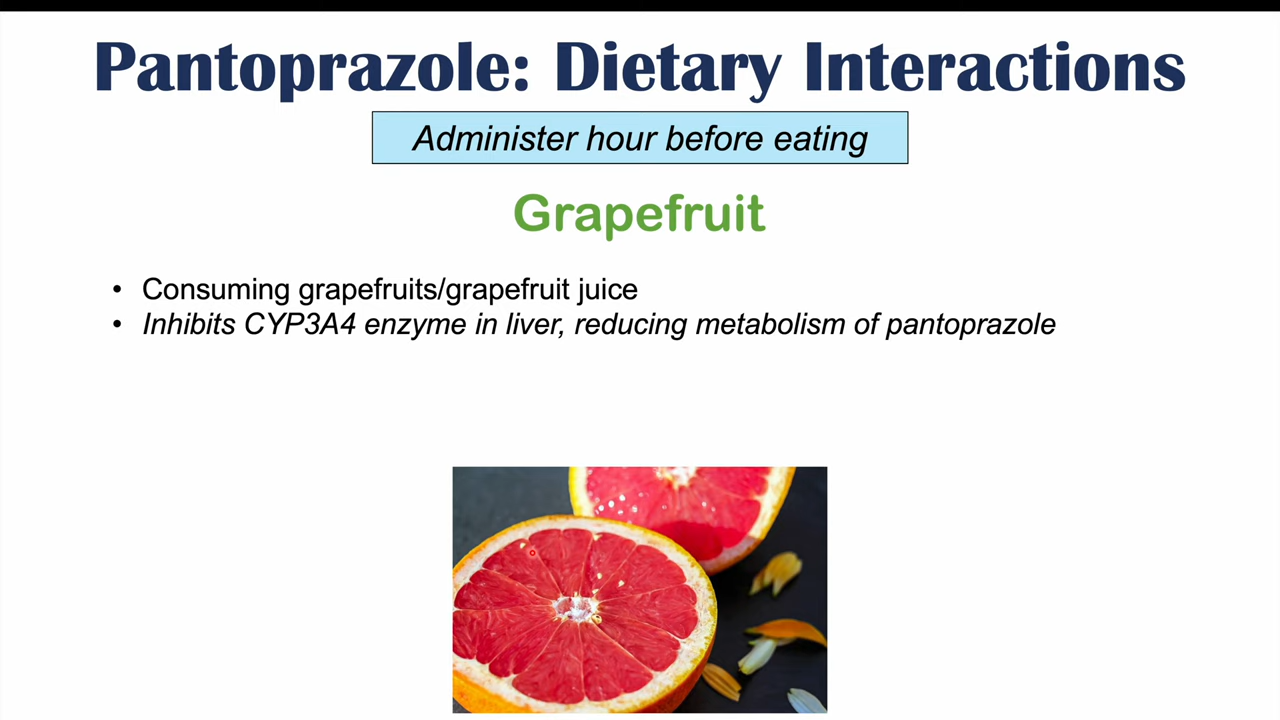 Pantoprazole: Dietary Interactions
Administer hour before eating
Grapefruit
• Consuming grapefruits/grapefruit juice
• Inhibits CYP3A4 enzyme in liver, reducing metabolism of pantoprazole